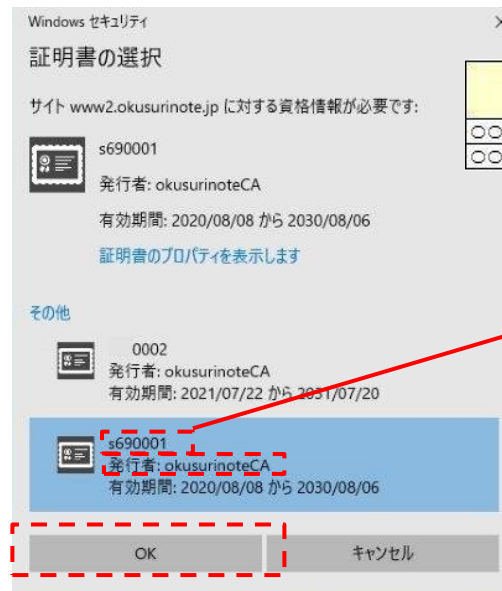 Windows セキュリティ
証明書の選択
サイト www2.okusurinote.jp に対する資格情報が必要です:
○○
○○
s690001
発行者: okusurinoteCA
有効期間: 2020/08/08 から 2030/08/06
証明書のプロパティを表示します
その他
0002
発行者: okusurinoteCA
有効期間: 2021/07/22 から 2031/07/20
s690001
発行者: okusurinoteCA
有効期間: 2020/08/08 から 2030/08/06
OK
キャンセル